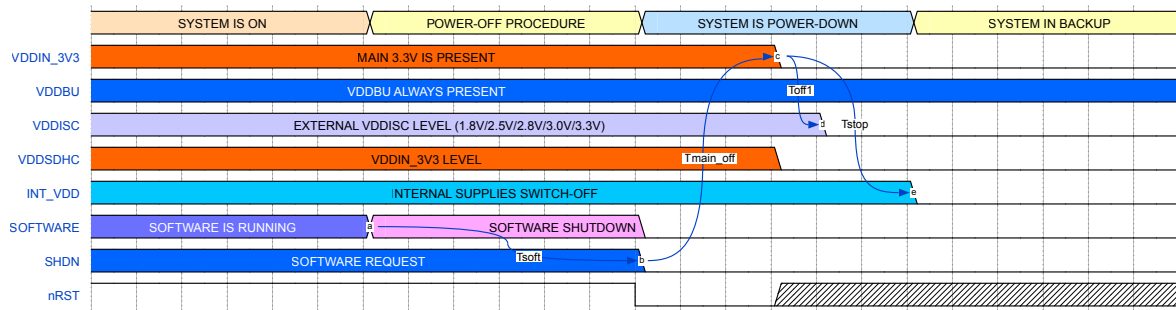 SYSTEM IS ON POWER-OFF PROCEDURE SYSTEM IS POWER-DOWN SYSTEM IN BACKUP
VDDIN_3V3 MAIN 3.3V IS PRESENT c
VDDBU VDDBU ALWAYS PRESENT Toff1
VDDISC EXTERNAL VDDISC LEVEL (1.8V/2.5V/2.8V/3.0V/3.3V) d Tstop
VDDSDHC VDDIN_3V3 LEVEL Tmain_off
INT_VDD INTERNAL SUPPLIES SWITCH-OFF e
SOFTWARE SOFTWARE IS RUNNING a SOFTWARE SHUTDOWN
SHDN SOFTWARE REQUEST Tsoft b
nRST